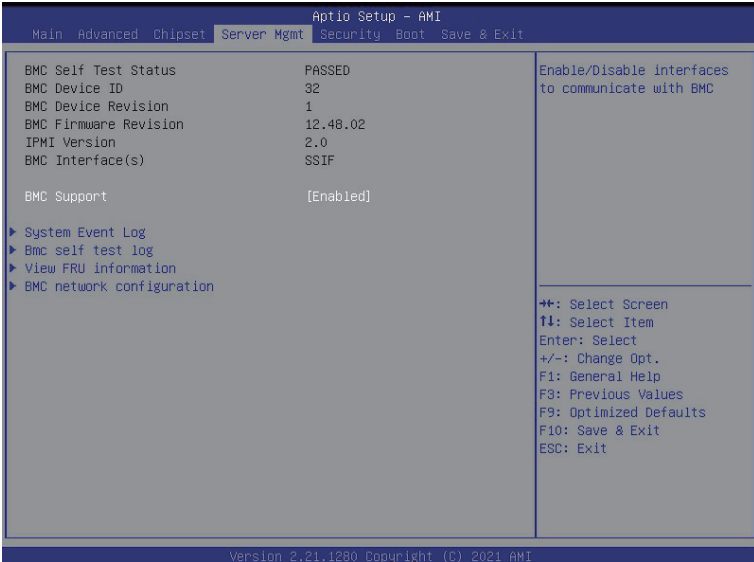 Aptio Setup – AMI
Main Advanced Chipset Server Mgmt Security Boot Save & Exit
BMC Self Test Status PASSED
BMC Device ID 32
BMC Device Revision 1
BMC Firmware Revision 12.48.02
IPMI Version 2.0
BMC Interface(s) SSIF
BMC Support [Enabled]
System Event Log
Bmc self test log
View FRU information
BMC network configuration
Enable/Disable interfaces
to communicate with BMC
→←: Select Screen
↑↓: Select Item
Enter: Select
+/-: Change Opt.
F1: General Help
F3: Previous Values
F9: Optimized Defaults
F10: Save & Exit
ESC: Exit
Version 2.21.1280 Copyright (C) 2021 AMI